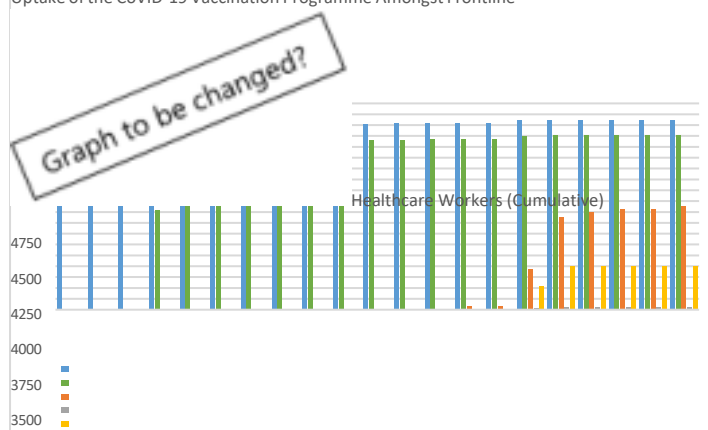 Uptake of the CoVID-19 Vaccination Programme Amongst Frontline
Graph to be changed?
Healthcare Workers (Cumulative)
4750
4500
4250
4000
3750
3500